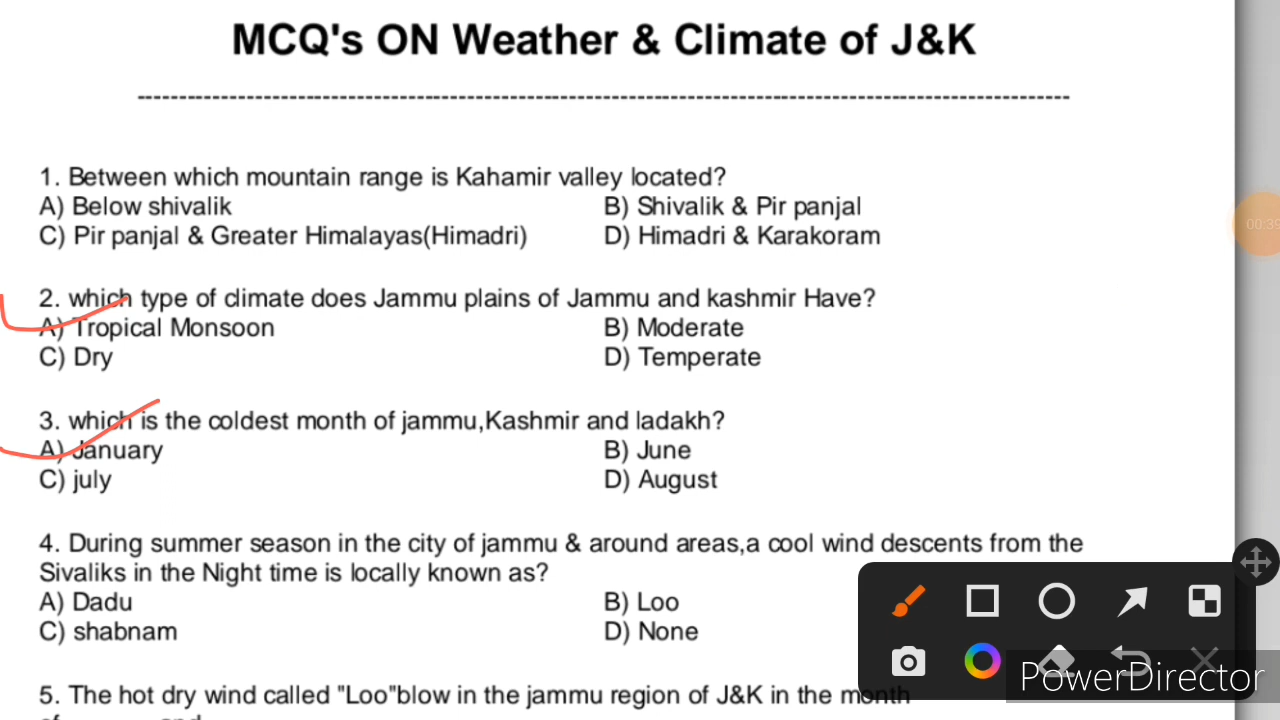 MCQ's ON Weather & Climate of J&K
1. Between which mountain range is Kahamir valley located?
A) Below shivalik B) Shivalik & Pir panjal
C) Pir panjal & Greater Himalayas(Himadri) D) Himadri & Karakoram
2. which type of climate does Jammu plains of Jammu and kashmir Have?
A) Tropical Monsoon B) Moderate
C) Dry D) Temperate
3. which is the coldest month of jammu,Kashmir and ladakh?
A) January B) June
C) july D) August
4. During summer season in the city of jammu & around areas,a cool wind descents from the
Sivaliks in the Night time is locally known as?
A) Dadu B) Loo
C) shabnam D) None
5. The hot dry wind called "Loo"blow in the jammu region of J&K in the month
PowerDirector